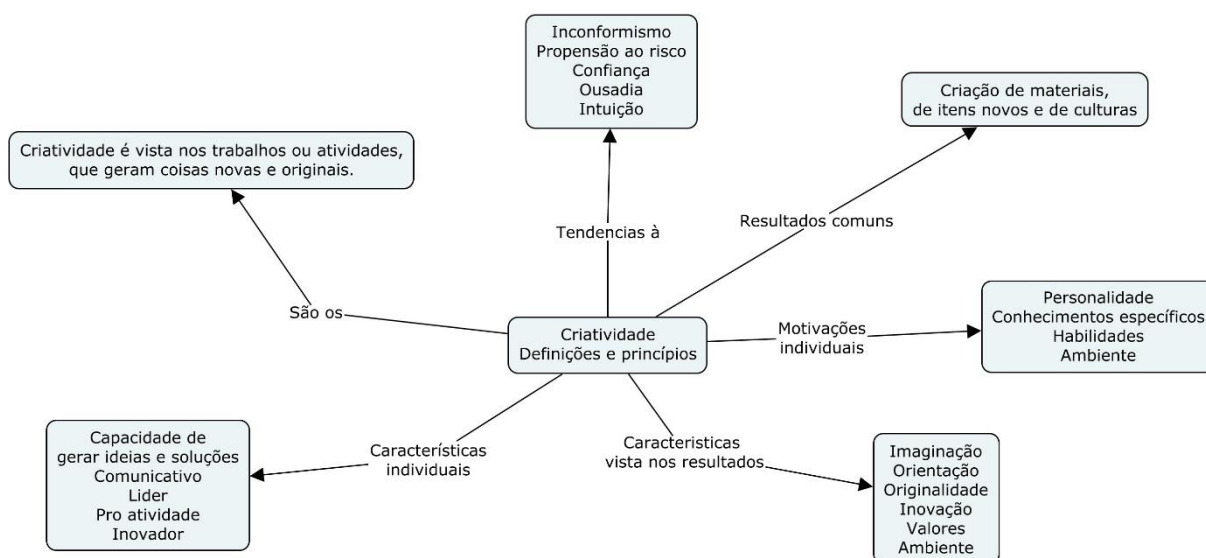 Inconformismo
Propensão ao risco
Confiança
Ousadia
Intuição
Criação de materiais,
de itens novos e de culturas
Criatividade é vista nos trabalhos ou atividades,
que geram coisas novas e originais.
Tendencias à
Resultados comuns
São os
Criatividade
Definições e princípios
Motivações
individuais
Personalidade
Conhecimentos específicos
Habilidades
Ambiente
Características
individuais
Capacidade de
gerar ideias e soluções
Comunicativo
Lider
Pro atividade
Inovador
Caracteristicas
vista nos resultados
Imaginação
Orientação
Originalidade
Inovação
Valores
Ambiente